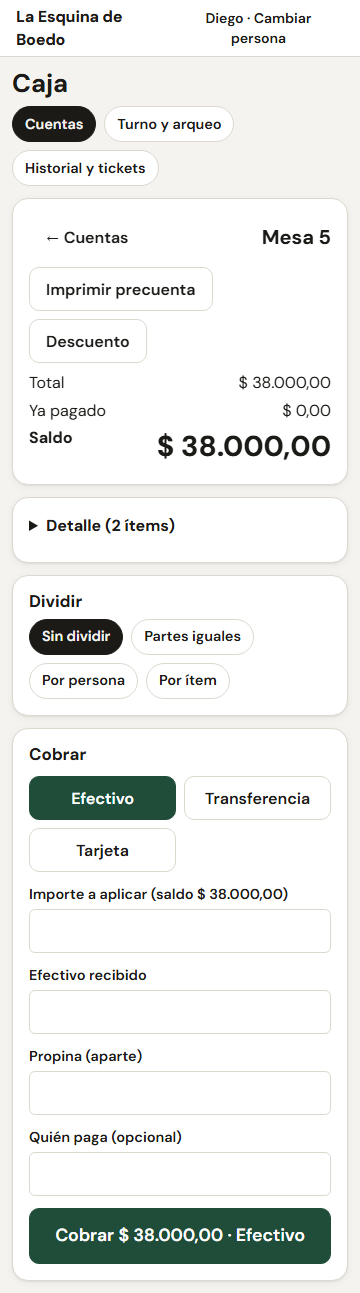 La Esquina de
Boedo
Diego · Cambiar
persona
Caja
Cuentas
Turno y arqueo
Historial y tickets
← Cuentas
Mesa 5
Imprimir precuenta
Descuento
Total $ 38.000,00
Ya pagado $ 0,00
Saldo $ 38.000,00
▶ Detalle (2 ítems)
Dividir
Sin dividir
Partes iguales
Por persona
Por ítem
Cobrar
Efectivo
Transferencia
Tarjeta
Importe a aplicar (saldo $ 38.000,00)
Efectivo recibido
Propina (aparte)
Quién paga (opcional)
Cobrar $ 38.000,00 · Efectivo